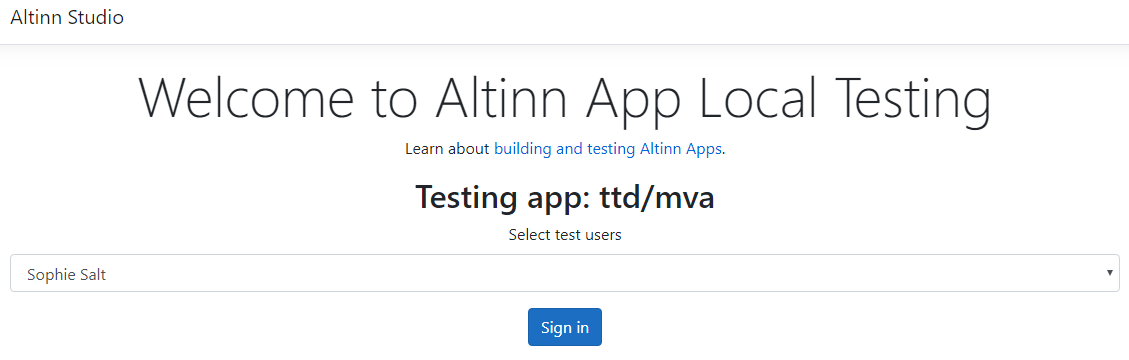 Altinn Studio
Welcome to Altinn App Local Testing
Learn about building and testing Altinn Apps.
Testing app: ttd/mva
Select test users
Sophie Salt
Sign in